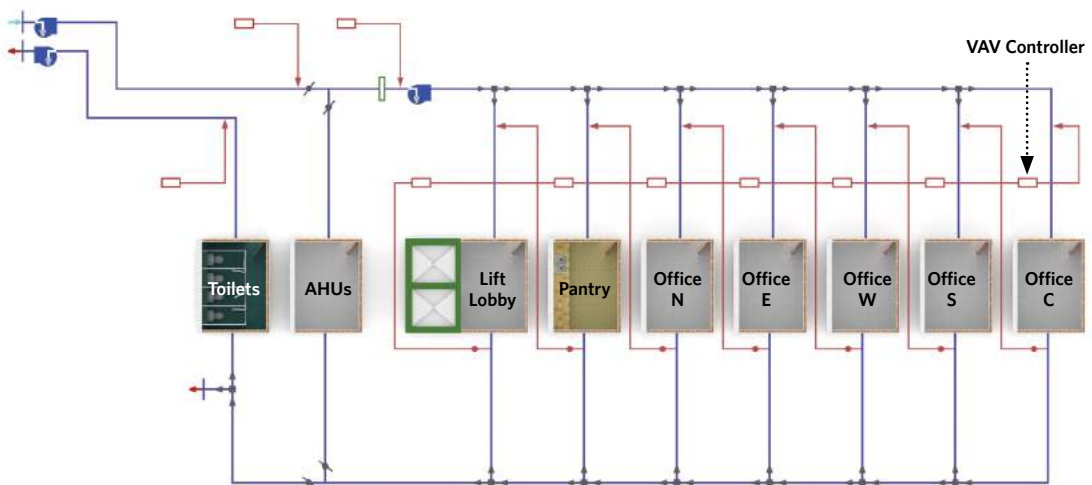 VAV Controller
Toilets
AHUs
Lift
Lobby
Pantry
Office
N
Office
E
Office
W
Office
S
Office
C